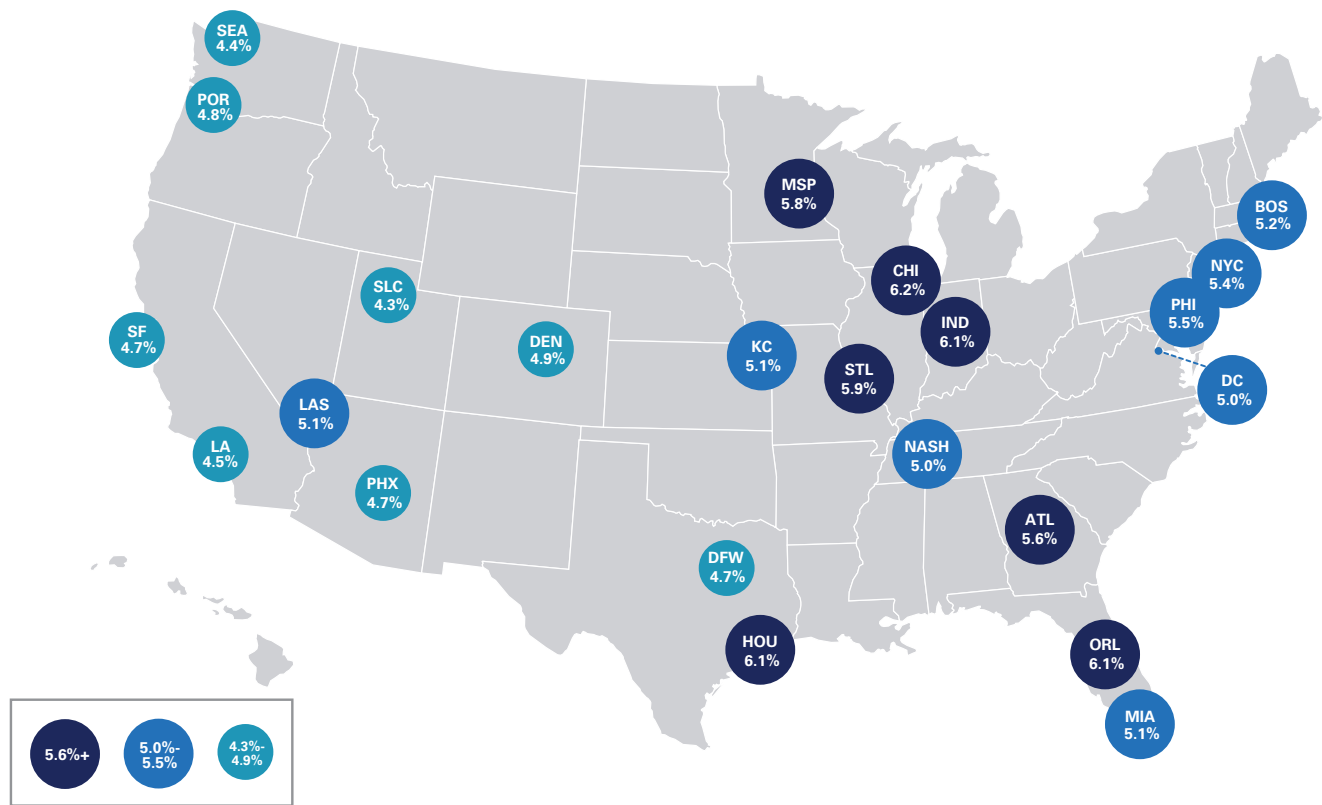 SEA
4.4%
POR
4.8%
MSP
5.8%
BOS
5.2%
CHI
6.2%
NYC
5.4%
SLC
4.3%
PHI
5.5%
SF
4.7%
DEN
4.9%
KC
5.1%
IND
6.1%
STL
5.9%
DC
5.0%
LAS
5.1%
LA
4.5%
NASH
5.0%
PHX
4.7%
ATL
5.6%
DFW
4.7%
HOU
6.1%
ORL
6.1%
MIA
5.1%
5.6%+
5.0%-
5.5%
4.3%-
4.9%